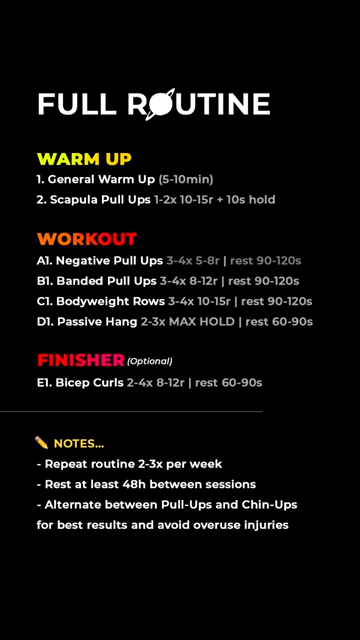 FULL ROUTINE
WARM UP
1. General Warm Up (5-10min)
2. Scapula Pull Ups 1-2x 10-15r + 10s hold
WORKOUT
A1. Negative Pull Ups 3-4x 5-8r | rest 90-120s
B1. Banded Pull Ups 3-4x 8-12r | rest 90-120s
C1. Bodyweight Rows 3-4x 10-15r | rest 90-120s
D1. Passive Hang 2-3x MAX HOLD | rest 60-90s
FINISHER (Optional)
E1. Bicep Curls 2-4x 8-12r | rest 60-90s
✏️ NOTES...
- Repeat routine 2-3x per week
- Rest at least 48h between sessions
- Alternate between Pull-Ups and Chin-Ups
for best results and avoid overuse injuries